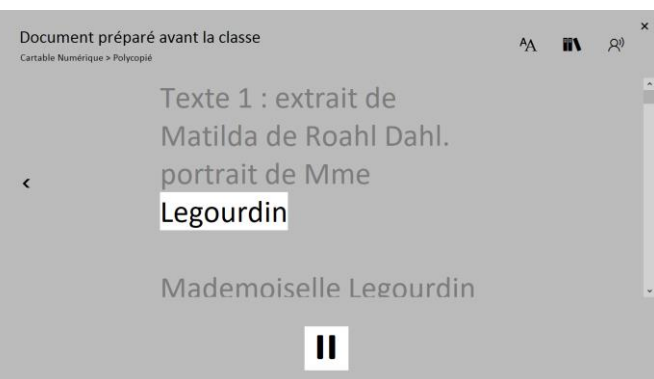 Document préparé avant la classe
Cartable Numérique > Polycopié
AA
Texte 1 : extrait de
Matilda de Roahl Dahl.
portrait de Mme
Legourdin
Mademoiselle Legourdin